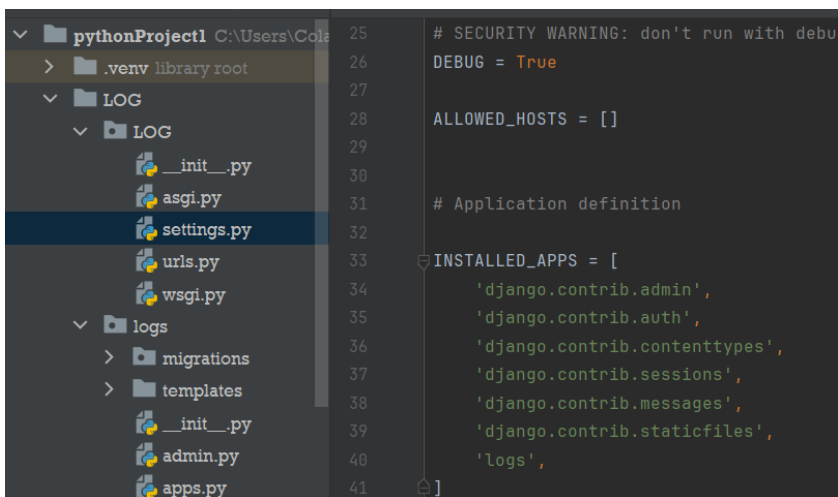 pythonProject1 C:\Users\Cola
.venv library root
LOG
LOG
__init__.py
asgi.py
settings.py
urls.py
wsgi.py
logs
migrations
templates
__init__.py
admin.py
apps.py
25 # SECURITY WARNING: don't run with debu
26 DEBUG = True
27
28 ALLOWED_HOSTS = []
29
30
31 # Application definition
32
33 INSTALLED_APPS = [
34 'django.contrib.admin',
35 'django.contrib.auth',
36 'django.contrib.contenttypes',
37 'django.contrib.sessions',
38 'django.contrib.messages',
39 'django.contrib.staticfiles',
40 'logs',
41 ]